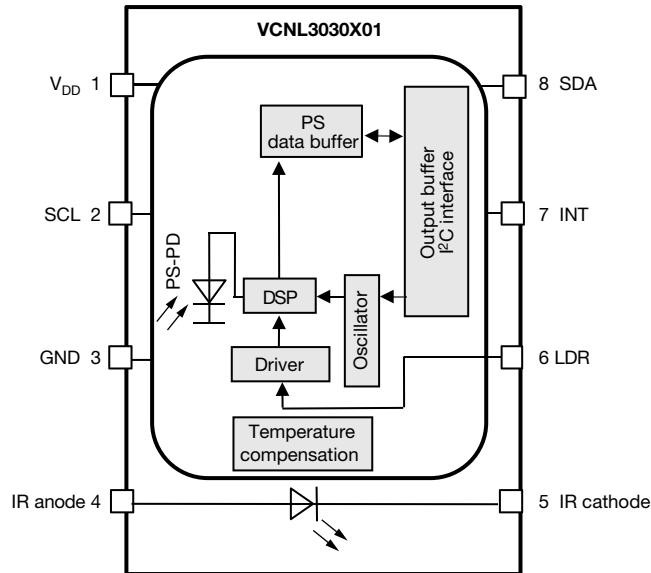 VCNL3030X01
V_DD 1
8 SDA
PS
data buffer
Output buffer
I²C interface
SCL 2
7 INT
PS-PD
DSP
Oscillator
GND 3
Driver
6 LDR
Temperature
compensation
IR anode 4
5 IR cathode